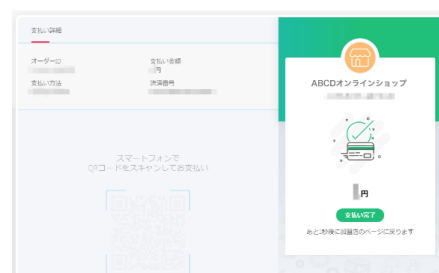 支払い詳細
オーダーID
支払い金額
円
支払い方法
決済番号
スマートフォンで
QRコードをスキャンしてお支払い
ABCDオンラインショップ
円
支払い完了
あと2秒後に加盟店のページに戻ります